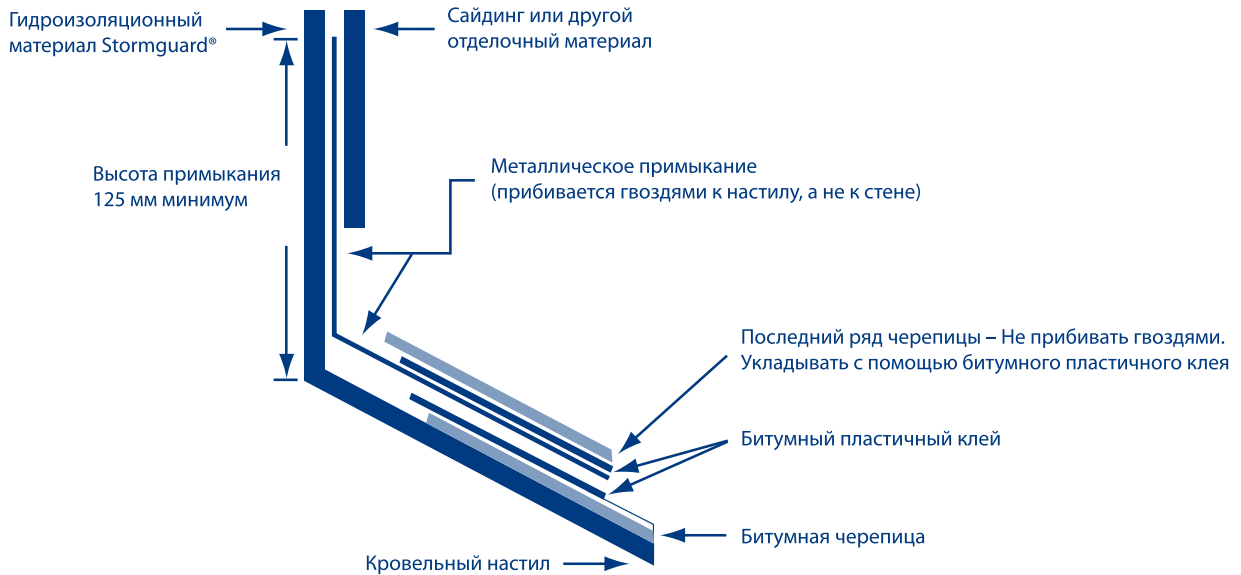 Гидроизоляционный
материал Stormguard®
Сайдинг или другой
отделочный материал
Высота примыкания
125 мм минимум
Металлическое примыкание
(прибивается гвоздями к настилу, а не к стене)
Последний ряд черепицы – Не прибивать гвоздями.
Укладывать с помощью битумного пластичного клея
Битумный пластичный клей
Битумная черепица
Кровельный настил